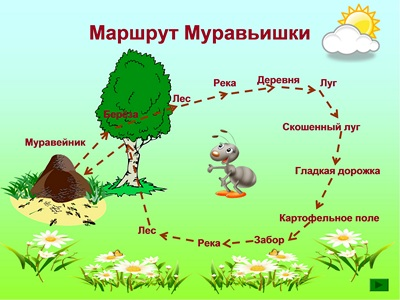 Маршрут Муравьишки
Муравейник
Береза
Лес
Река
Деревня
Луг
Скошенный луг
Гладкая дорожка
Картофельное поле
Забор
Река
Лес